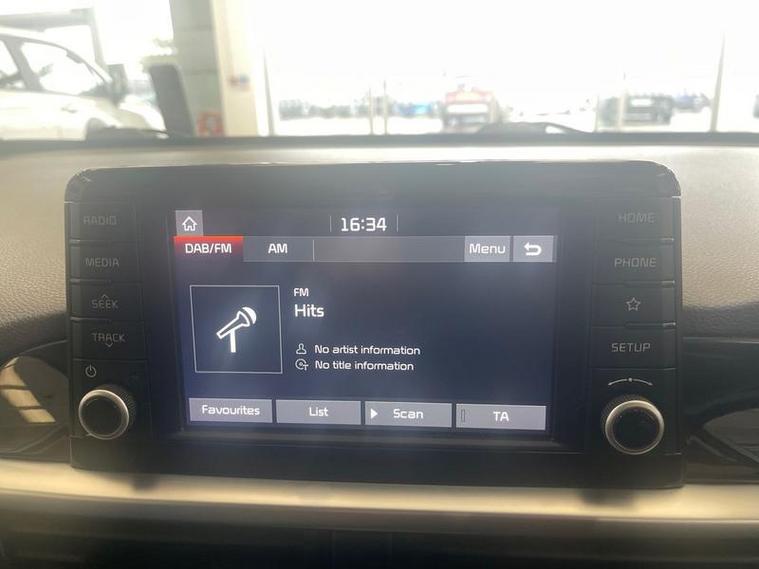 RADIO
MEDIA
SEEK
TRACK
16:34
DAB/FM
AM
Menu
FM
Hits
No artist information
No title information
Favourites
List
Scan
TA
HOME
PHONE
SETUP